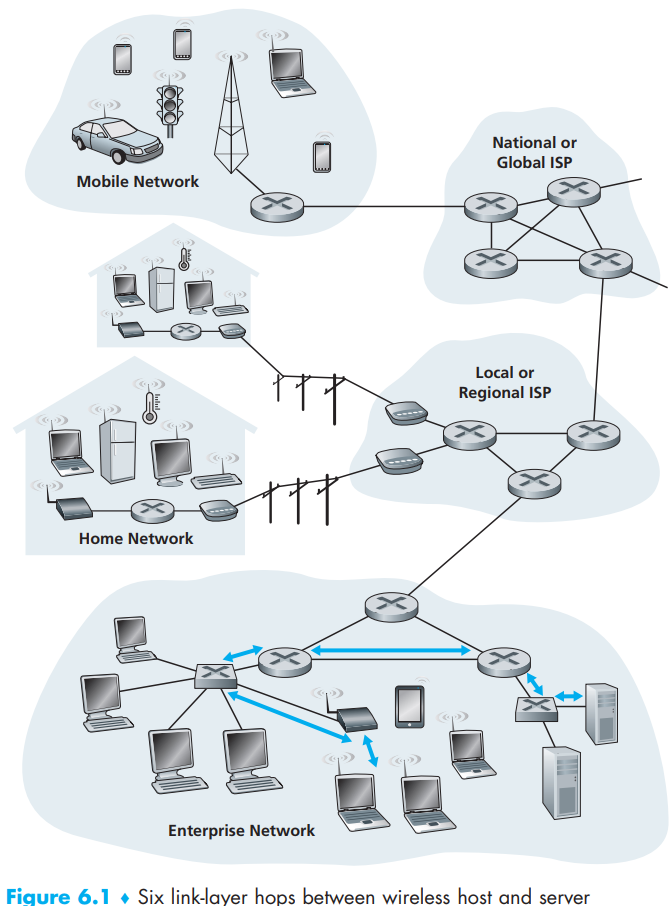 National or
Global ISP
Mobile Network
Local or
Regional ISP
Home Network
Enterprise Network
Figure 6.1 ♦ Six link-layer hops between wireless host and server